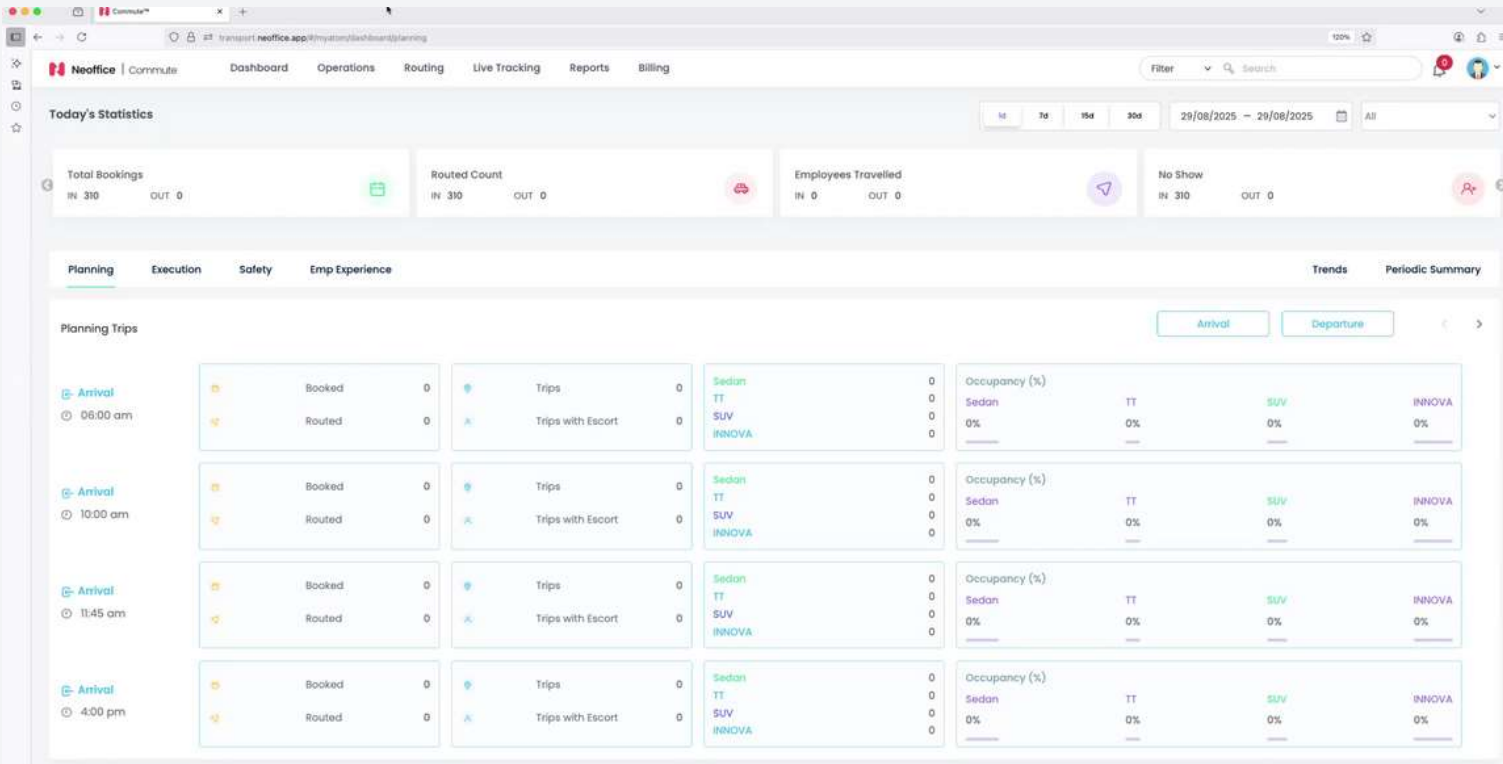 Commute™
transport.neoffice.app/#/myatom/dashboard/planning
120%
Neoffice | Commute
Dashboard Operations Routing Live Tracking Reports Billing
Filter Search 0
Today's Statistics
1d 7d 15d 30d 29/08/2025 – 29/08/2025 All
Total Bookings Routed Count Employees Travelled No Show
IN 310 OUT 0 IN 310 OUT 0 IN 0 OUT 0 IN 310 OUT 0
Planning Execution Safety Emp Experience Trends Periodic Summary
Planning Trips Arrival Departure
Arrival
06:00 am
Booked 0
Routed 0
Trips 0
Trips with Escort 0
Sedan 0
TT 0
SUV 0
INNOVA 0
Occupancy (%)
Sedan TT SUV INNOVA
0% 0% 0% 0%
Arrival
10:00 am
Booked 0
Routed 0
Trips 0
Trips with Escort 0
Sedan 0
TT 0
SUV 0
INNOVA 0
Occupancy (%)
Sedan TT SUV INNOVA
0% 0% 0% 0%
Arrival
11:45 am
Booked 0
Routed 0
Trips 0
Trips with Escort 0
Sedan 0
TT 0
SUV 0
INNOVA 0
Occupancy (%)
Sedan TT SUV INNOVA
0% 0% 0% 0%
Arrival
4:00 pm
Booked 0
Routed 0
Trips 0
Trips with Escort 0
Sedan 0
TT 0
SUV 0
INNOVA 0
Occupancy (%)
Sedan TT SUV INNOVA
0% 0% 0% 0%